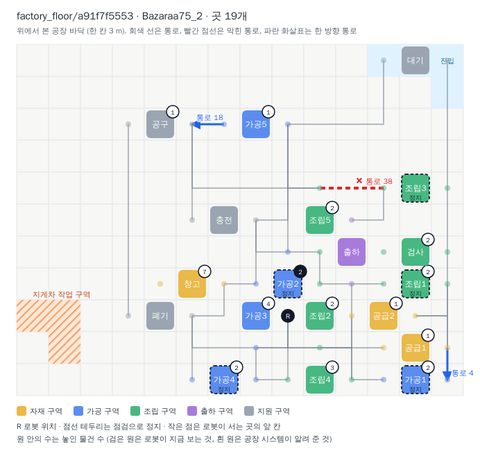 factory_floor/a91f7f5553 · Bazaraa75_2 · 곳 19개
위에서 본 공장 바닥 (한 칸 3 m). 회색 선은 통로, 빨간 점선은 막힌 통로, 파란 화살표는 한 방향 통로
대기
진입
공구
1
통로 18
가공5
1
✖ 통로 38
조립3
정지
2
충전
조립5
2
출하
검사
2
창고
7
가공2
정지
2
조립1
정지
2
지게차 작업 구역
폐기
가공3
4
R
조립2
2
공급2
1
공급1
1
가공4
정지
2
조립4
3
가공1
정지
2
통로 4
자재 구역
가공 구역
조립 구역
출하 구역
지원 구역
R 로봇 위치 · 점선 테두리는 점검으로 정지 · 작은 점은 로봇이 서는 곳의 앞 칸
원 안의 수는 놓인 물건 수 (검은 원은 로봇이 지금 보는 것, 흰 원은 공장 시스템이 알려 준 것)